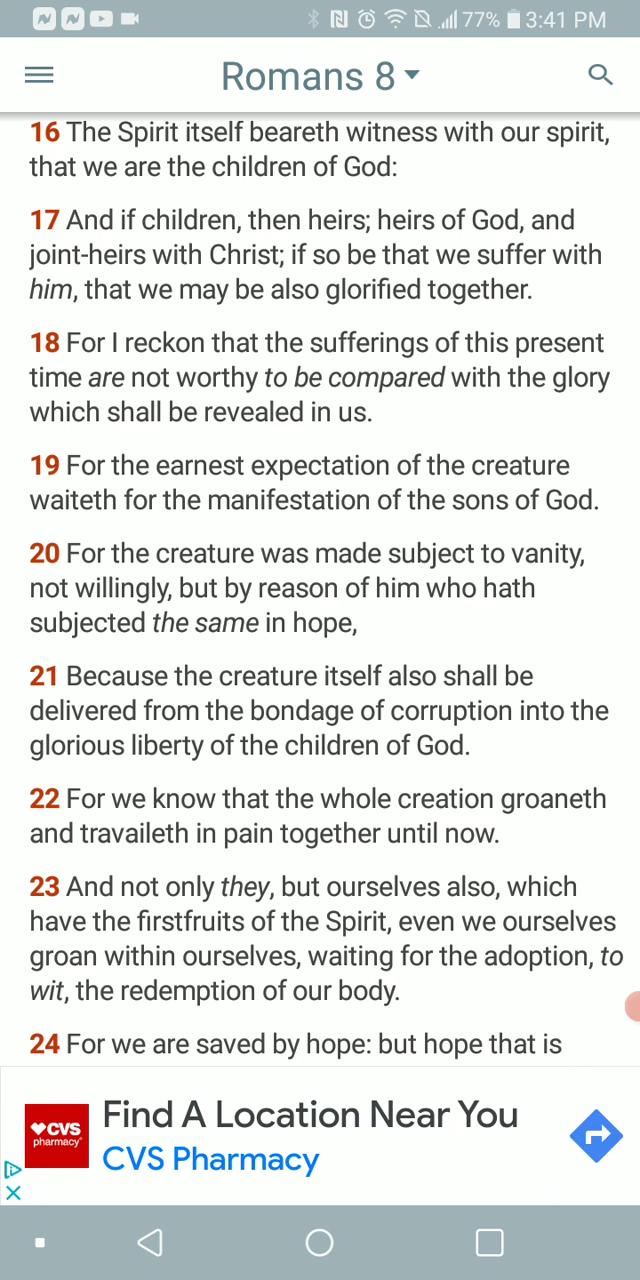 77% 3:41 PM
Romans 8
16 The Spirit itself beareth witness with our spirit,
that we are the children of God:
17 And if children, then heirs; heirs of God, and
joint-heirs with Christ; if so be that we suffer with
him, that we may be also glorified together.
18 For I reckon that the sufferings of this present
time are not worthy to be compared with the glory
which shall be revealed in us.
19 For the earnest expectation of the creature
waiteth for the manifestation of the sons of God.
20 For the creature was made subject to vanity,
not willingly, but by reason of him who hath
subjected the same in hope,
21 Because the creature itself also shall be
delivered from the bondage of corruption into the
glorious liberty of the children of God.
22 For we know that the whole creation groaneth
and travaileth in pain together until now.
23 And not only they, but ourselves also, which
have the firstfruits of the Spirit, even we ourselves
groan within ourselves, waiting for the adoption, to
wit, the redemption of our body.
24 For we are saved by hope: but hope that is
CVS
pharmacy
Find A Location Near You
CVS Pharmacy